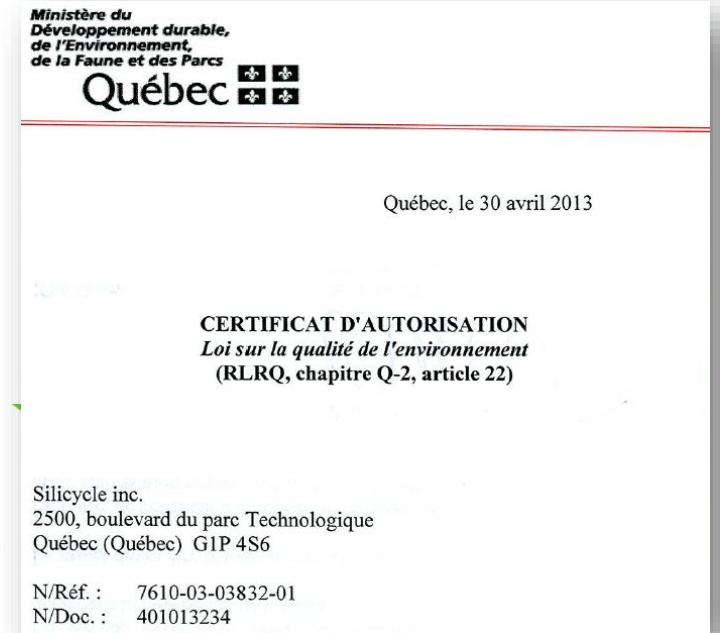 Ministère du
Développement durable,
de l'Environnement,
de la Faune et des Parcs
Québec
Québec, le 30 avril 2013
CERTIFICAT D'AUTORISATION
Loi sur la qualité de l'environnement
(RLRQ, chapitre Q-2, article 22)
Silicycle inc.
2500, boulevard du parc Technologique
Québec (Québec) G1P 4S6
N/Réf. : 7610-03-03832-01
N/Doc. : 401013234